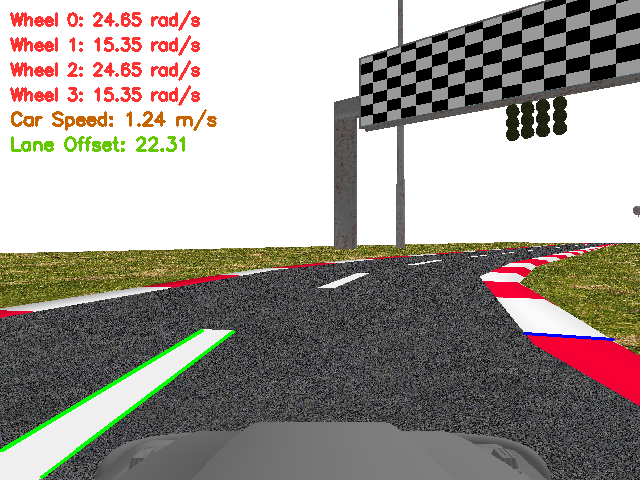 Wheel 0: 24.65 rad/s
Wheel 1: 15.35 rad/s
Wheel 2: 24.65 rad/s
Wheel 3: 15.35 rad/s
Car Speed: 1.24 m/s
Lane Offset: 22.31